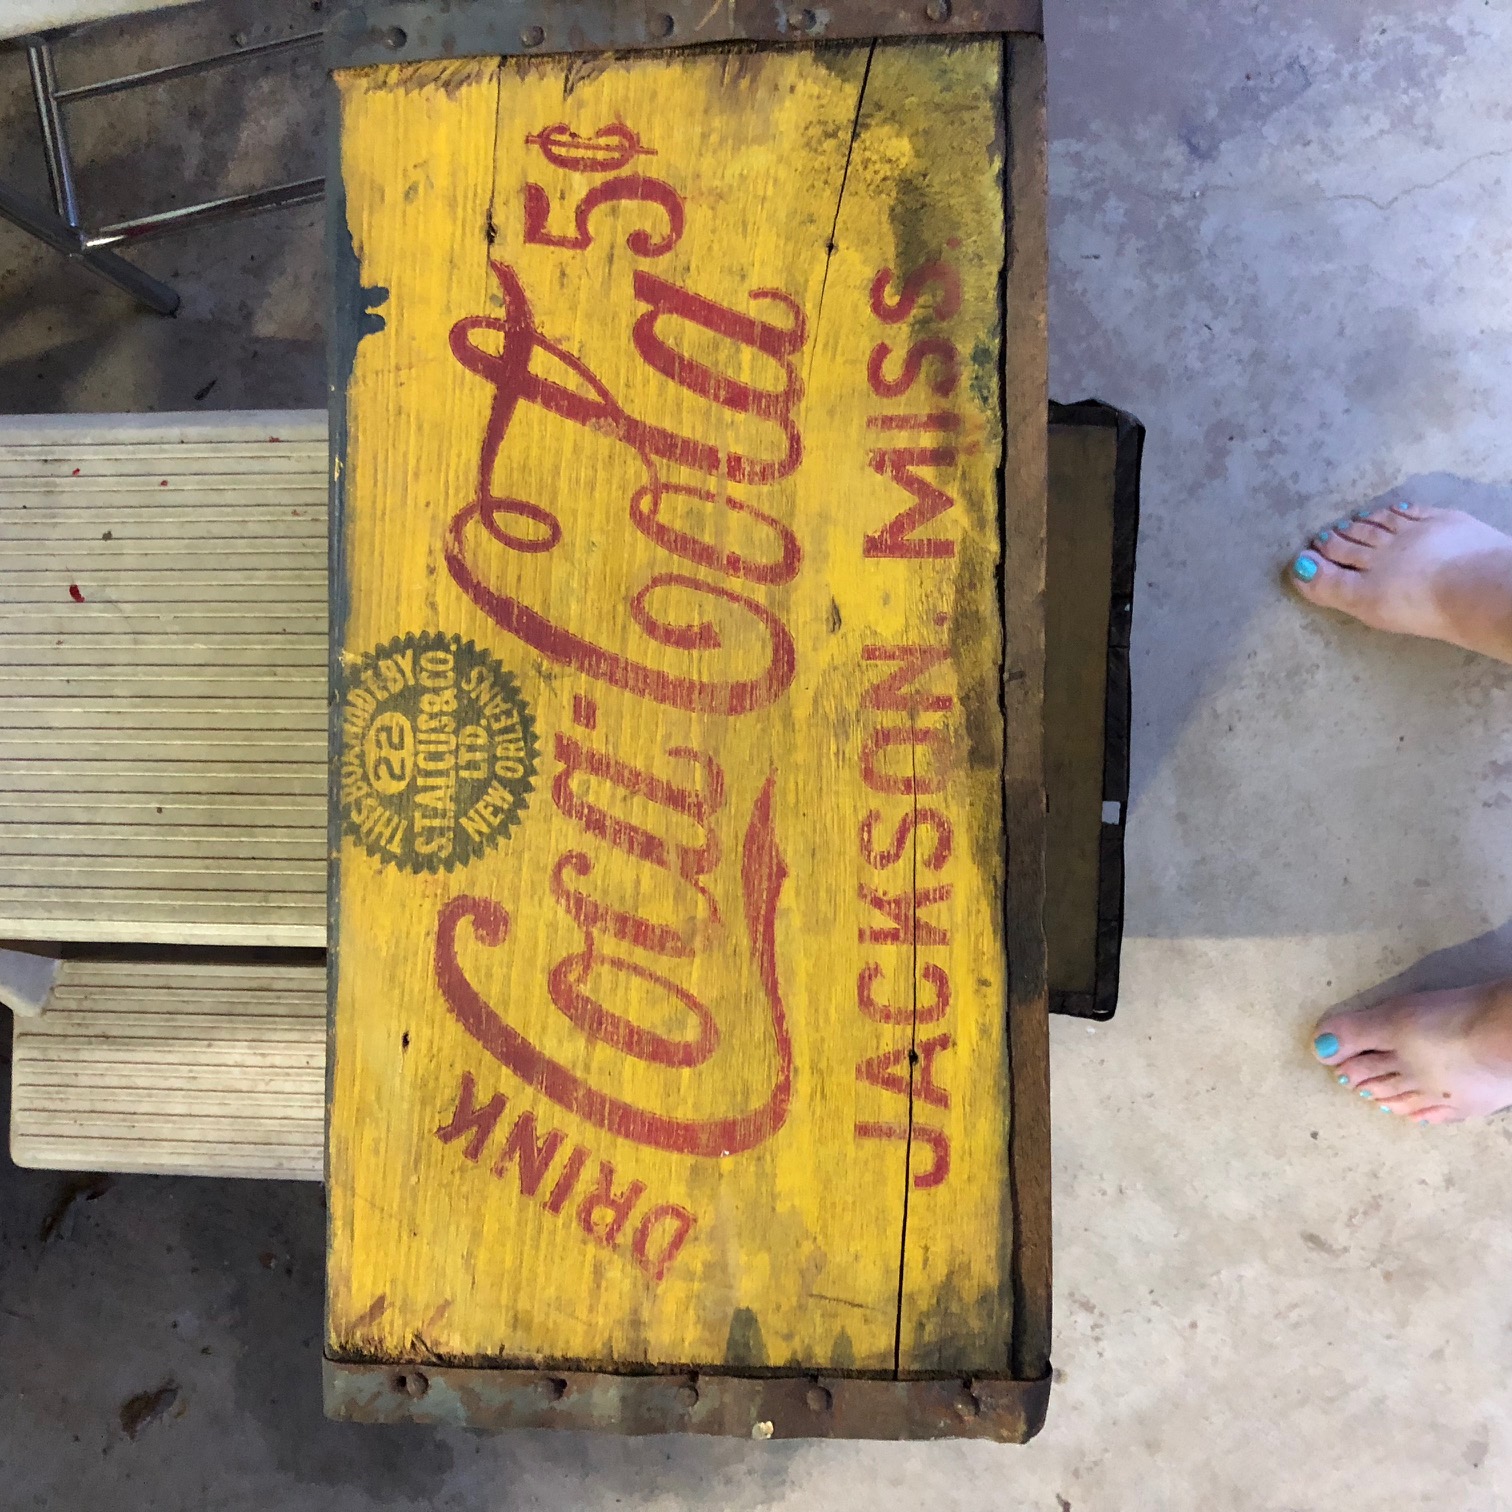 THIS BOX MADE BY
22
S.T. ALCUS & CO.
LTD
NEW ORLEANS
DRINK
Coca-Cola 5¢
JACKSON. MISS.